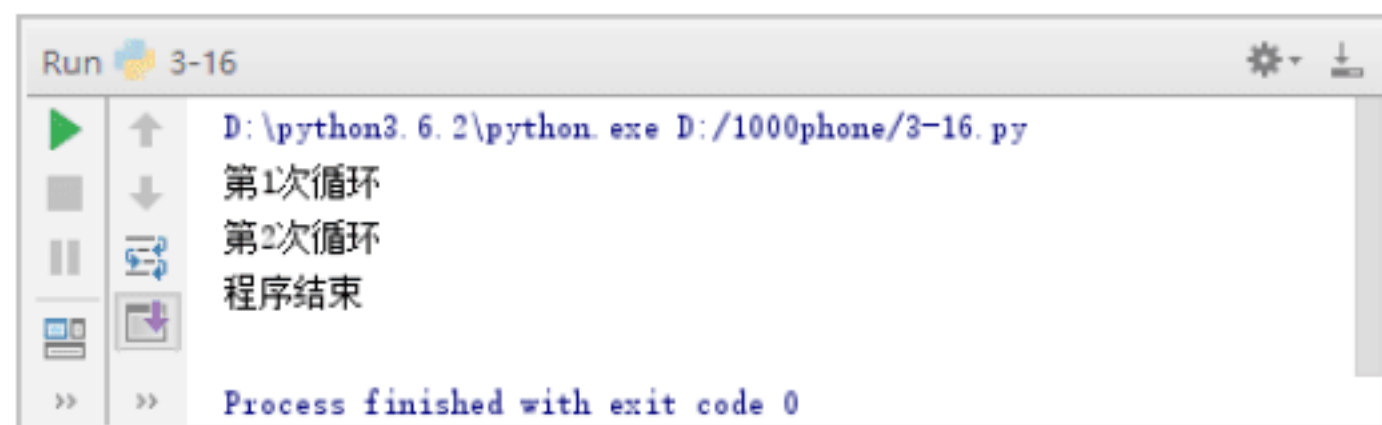 Run 3-16
D:\python3.6.2\python.exe D:/1000phone/3-16.py
第1次循环
第2次循环
程序结束
Process finished with exit code 0